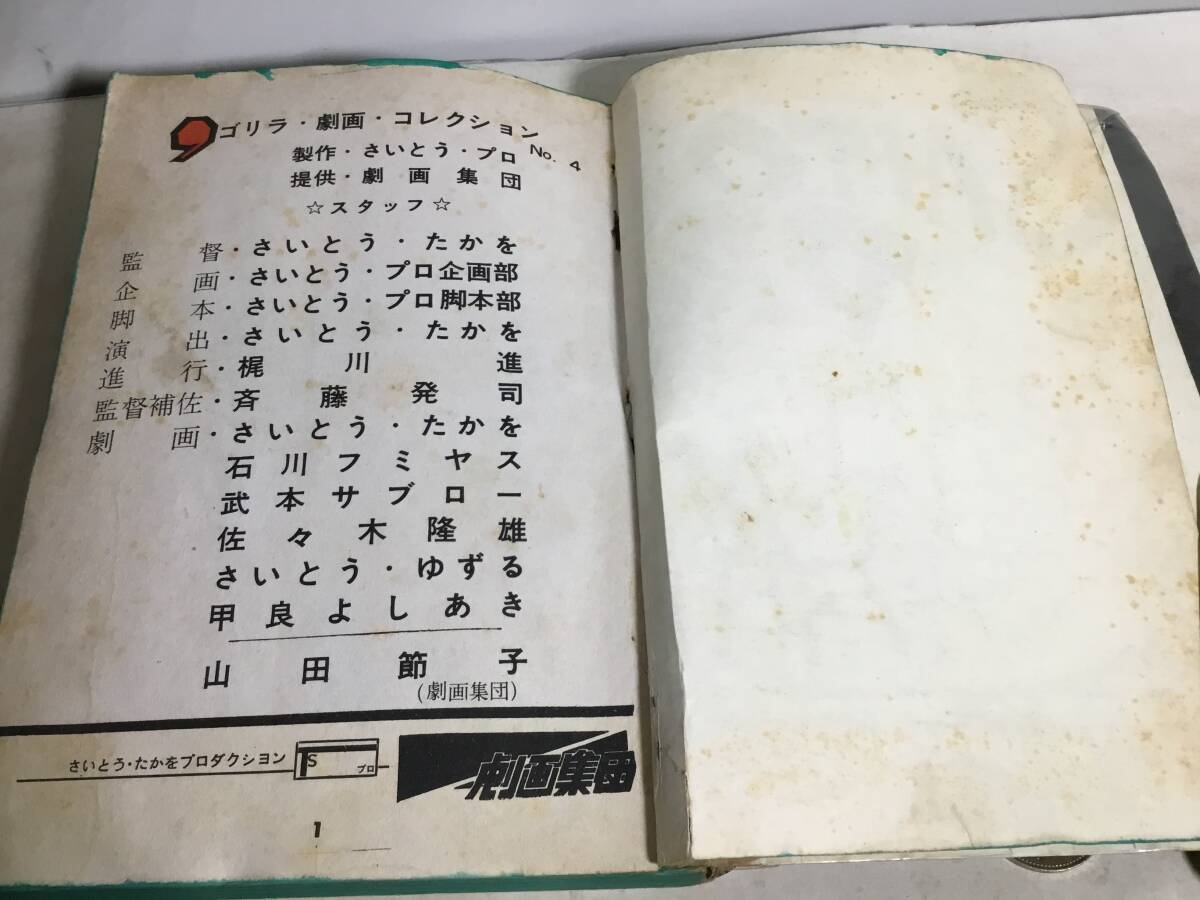 9 ゴリラ・劇画・コレクション No. 4
製作・さいとう・プロ
提供・劇画集団
☆スタッフ☆
監督・さいとう・たかを
企画・さいとう・プロ企画部
脚本・さいとう・プロ脚本部
演出・さいとう・たかを
進行・梶川進
監督補佐・斉藤発司
劇画・さいとう・たかを
石川フミヤス
武本サブロー
佐々木隆雄
さいとう・ゆずる
甲良よしあき
山田節子
(劇画集団)
さいとう・たかをプロダクション S プロ
劇画集団
1